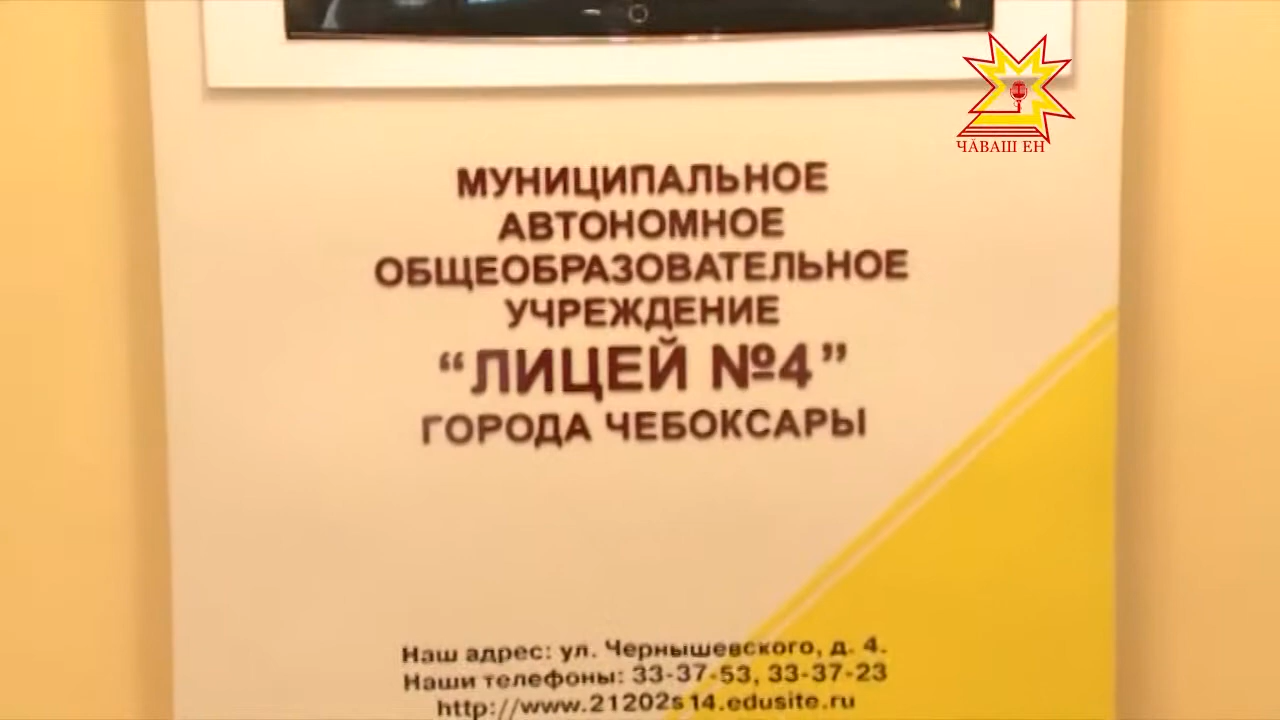 ЧӐВАШ ЕН
МУНИЦИПАЛЬНОЕ
АВТОНОМНОЕ
ОБЩЕОБРАЗОВАТЕЛЬНОЕ
УЧРЕЖДЕНИЕ
“ЛИЦЕЙ №4”
ГОРОДА ЧЕБОКСАРЫ
Наш адрес: ул. Чернышевского, д. 4.
Наши телефоны: 33-37-53, 33-37-23
http://www.21202s14.edusite.ru